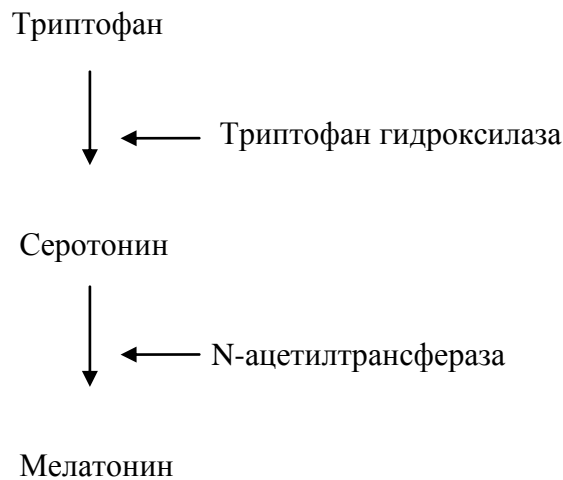 Триптофан
Триптофан гидроксилаза
Серотонин
N-ацетилтрансфераза
Мелатонин